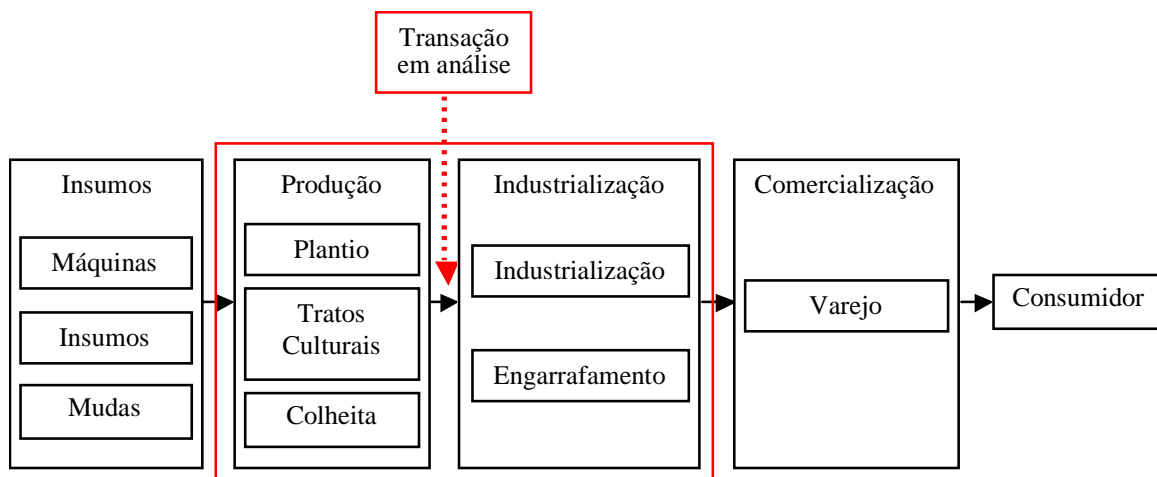 Transação
em análise
Insumos
Máquinas
Insumos
Mudas
Produção
Plantio
Tratos
Culturais
Colheita
Industrialização
Industrialização
Engarrafamento
Comercialização
Varejo
Consumidor